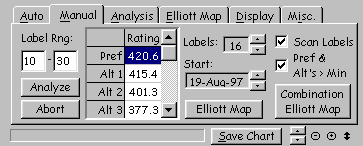 Auto Manual Analysis Elliott Map Display Misc.
Label Rng:
10 - 30
Analyze
Abort
Rating
Pref 420.6
Alt 1 415.4
Alt 2 401.3
Alt 3 377.3
Labels: 16
Start:
19-Aug-97
Elliott Map
Scan Labels
Pref &
Alt's > Min
Combination
Elliott Map
Save Chart